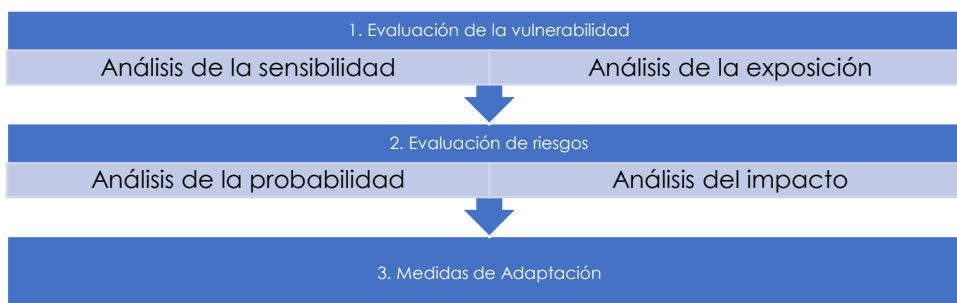 1. Evaluación de la vulnerabilidad
Análisis de la sensibilidad
Análisis de la exposición
2. Evaluación de riesgos
Análisis de la probabilidad
Análisis del impacto
3. Medidas de Adaptación